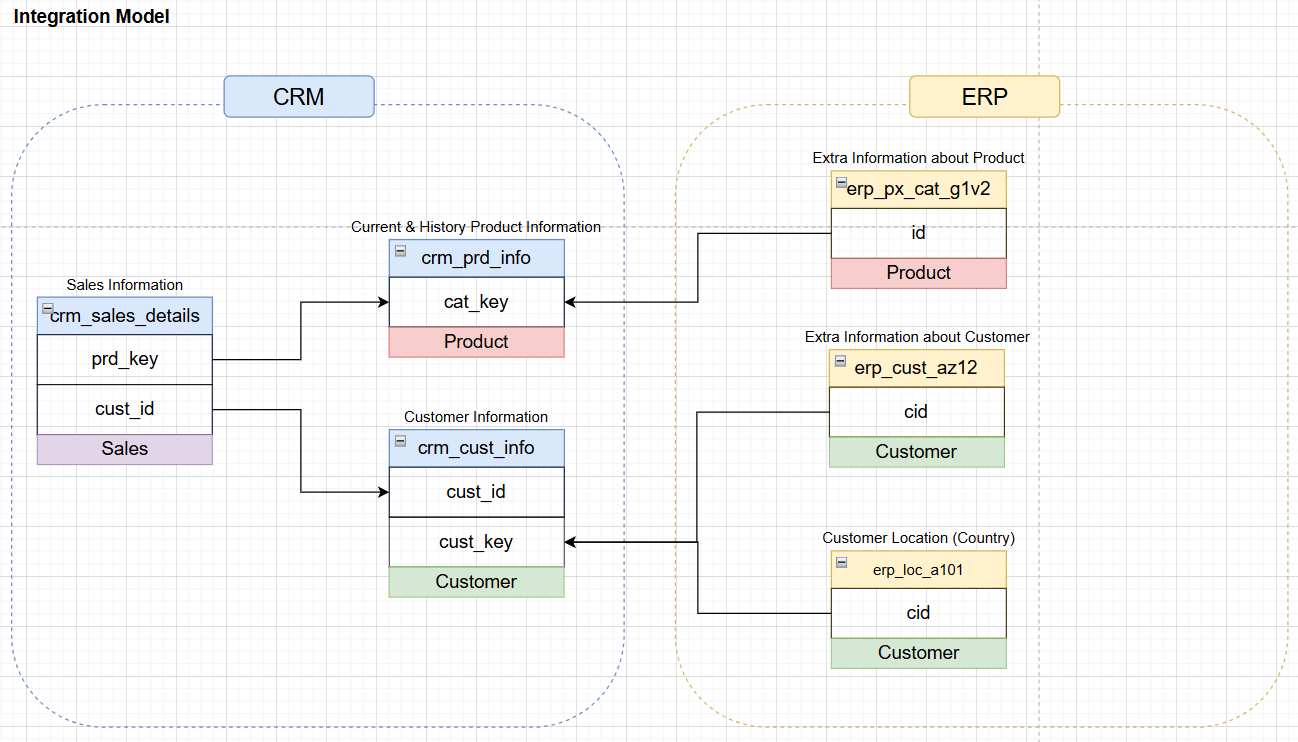 Integration Model
CRM
ERP
Sales Information
crm_sales_details
prd_key
cust_id
Sales
Current & History Product Information
crm_prd_info
cat_key
Product
Customer Information
crm_cust_info
cust_id
cust_key
Customer
Extra Information about Product
erp_px_cat_g1v2
id
Product
Extra Information about Customer
erp_cust_az12
cid
Customer
Customer Location (Country)
erp_loc_a101
cid
Customer